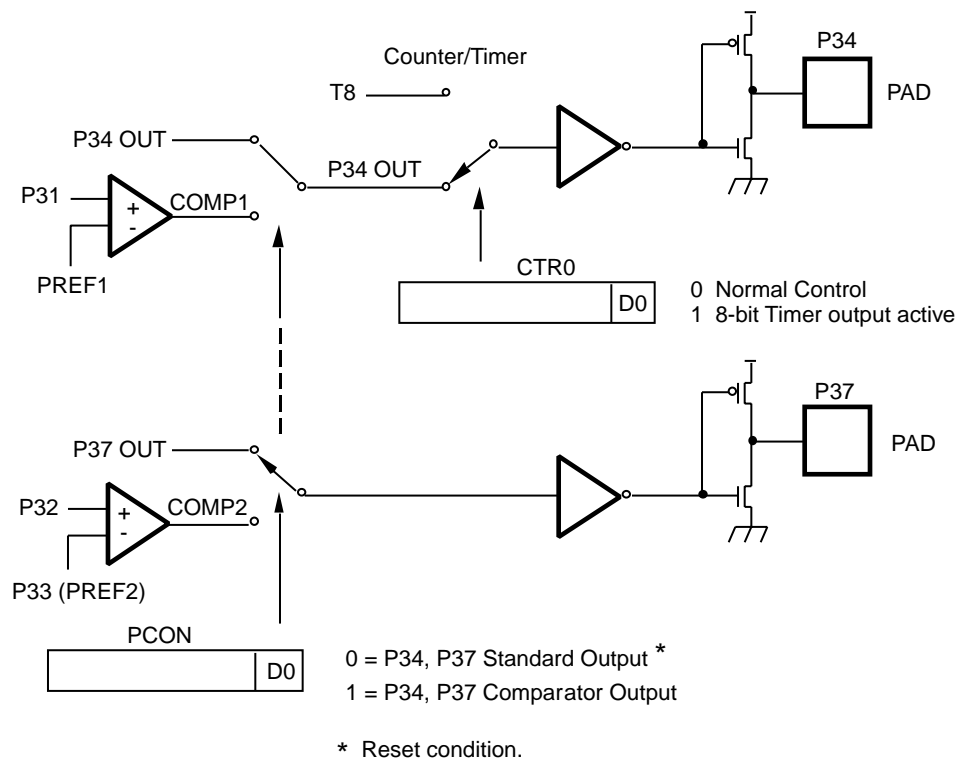 Counter/Timer
T8
P34
PAD
P34 OUT
P34 OUT
P31
+
-
COMP1
PREF1
CTR0
D0
0 Normal Control
1 8-bit Timer output active
P37
PAD
P37 OUT
P32
+
-
COMP2
P33 (PREF2)
PCON
D0
0 = P34, P37 Standard Output *
1 = P34, P37 Comparator Output
* Reset condition.